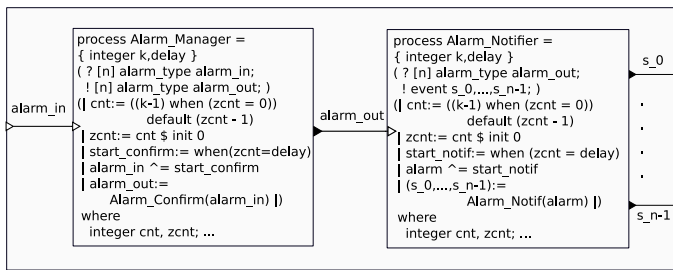 alarm_in
process Alarm_Manager =
{ integer k,delay }
( ? [n] alarm_type alarm_in;
! [n] alarm_type alarm_out; )
(| cnt:= ((k-1) when (zcnt = 0))
default (zcnt - 1)
| zcnt:= cnt $ init 0
| start_confirm:= when(zcnt=delay)
| alarm_in ^= start_confirm
| alarm_out:=
Alarm_Confirm(alarm_in) |)
where
integer cnt, zcnt; ...
alarm_out
process Alarm_Notifier =
{ integer k,delay }
( ? [n] alarm_type alarm_out;
! event s_0,...,s_n-1; )
(| cnt:= ((k-1) when (zcnt = 0))
default (zcnt - 1)
| zcnt:= cnt $ init 0
| start_notif:= when (zcnt = delay)
| alarm ^= start_notif
| (s_0,...,s_n-1):=
Alarm_Notif(alarm) |)
where
integer cnt, zcnt; ...
s_0
.
.
.
s_n-1